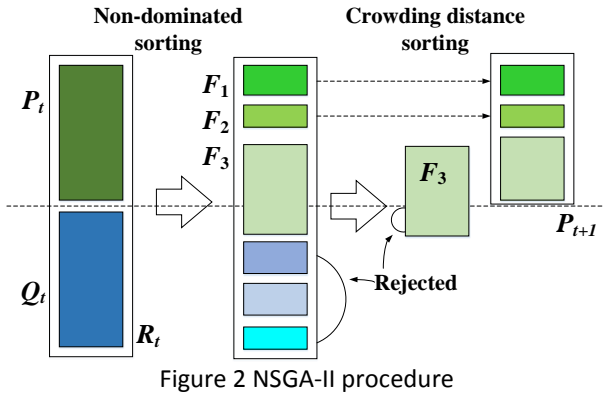 Non-dominated
sorting
Crowding distance
sorting
P_t
F_1
F_2
F_3
F_3
P_{t+1}
Q_t
Rejected
R_t
Figure 2 NSGA-II procedure